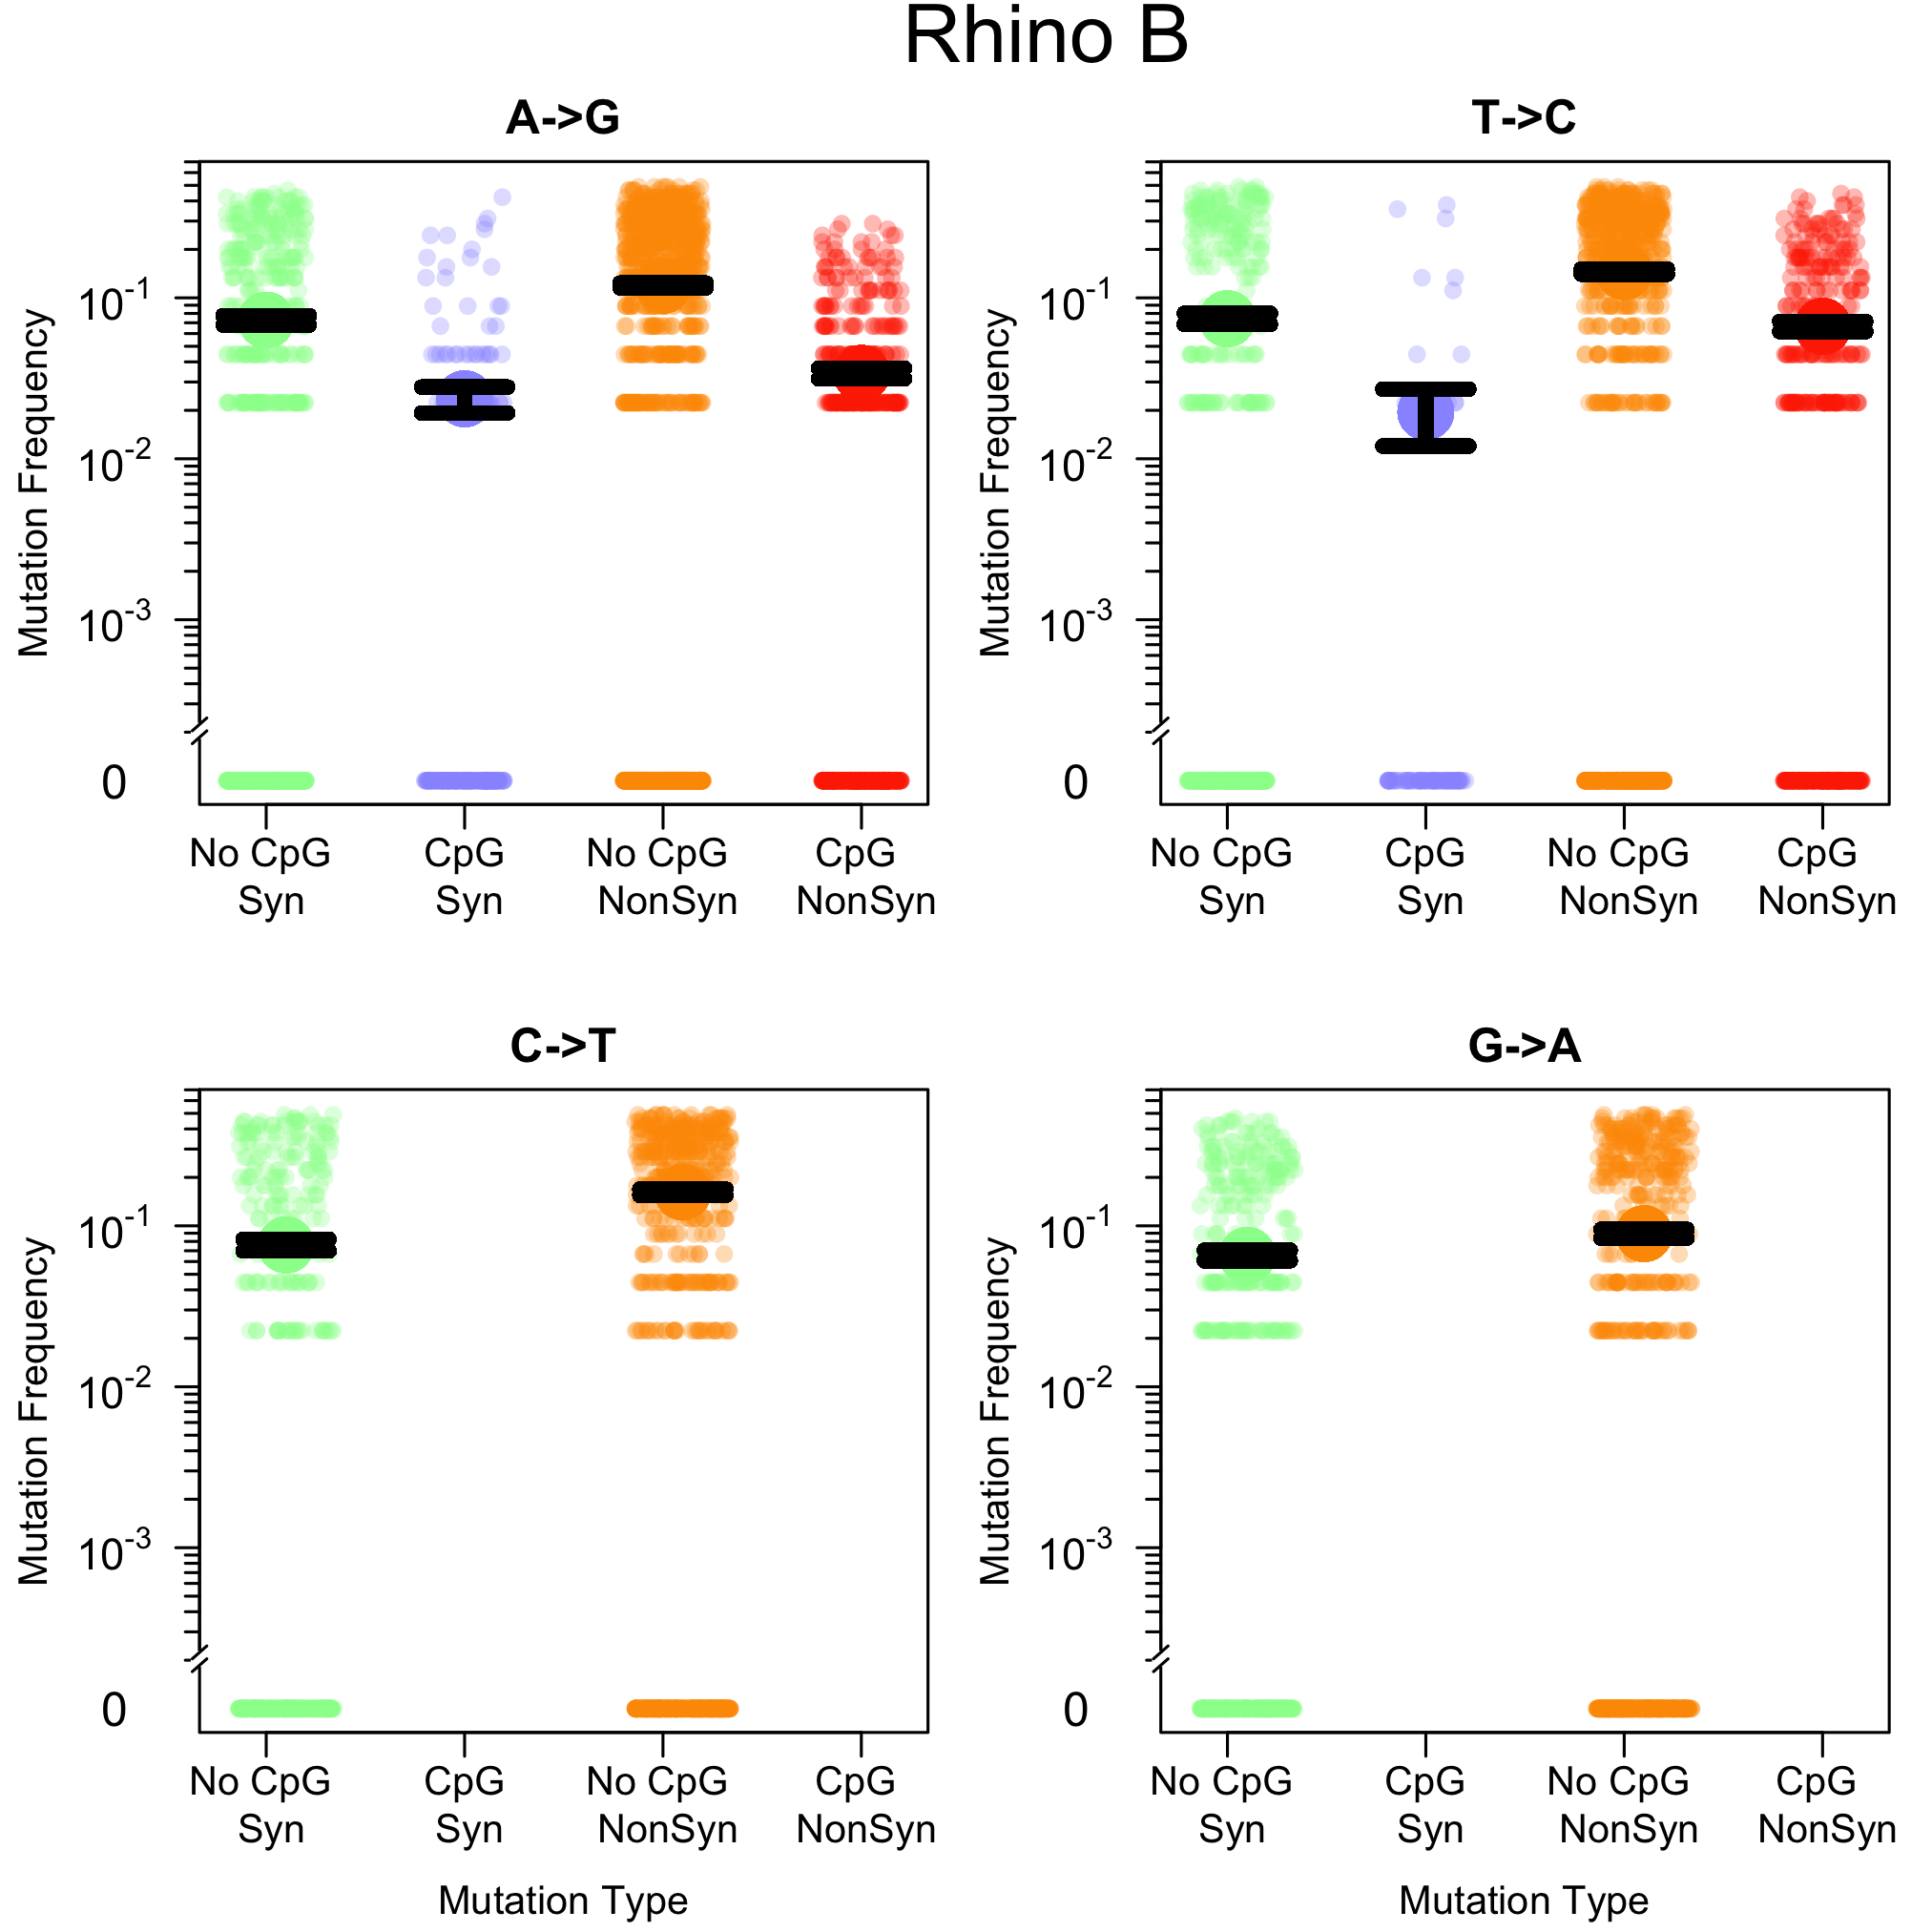 Rhino B
A->G
Mutation Frequency
10^-1
10^-2
10^-3
0
No CpG CpG No CpG CpG
Syn Syn NonSyn NonSyn
T->C
Mutation Frequency
10^-1
10^-2
10^-3
0
No CpG CpG No CpG CpG
Syn Syn NonSyn NonSyn
C->T
Mutation Frequency
10^-1
10^-2
10^-3
0
No CpG CpG No CpG CpG
Syn Syn NonSyn NonSyn
Mutation Type
G->A
Mutation Frequency
10^-1
10^-2
10^-3
0
No CpG CpG No CpG CpG
Syn Syn NonSyn NonSyn
Mutation Type